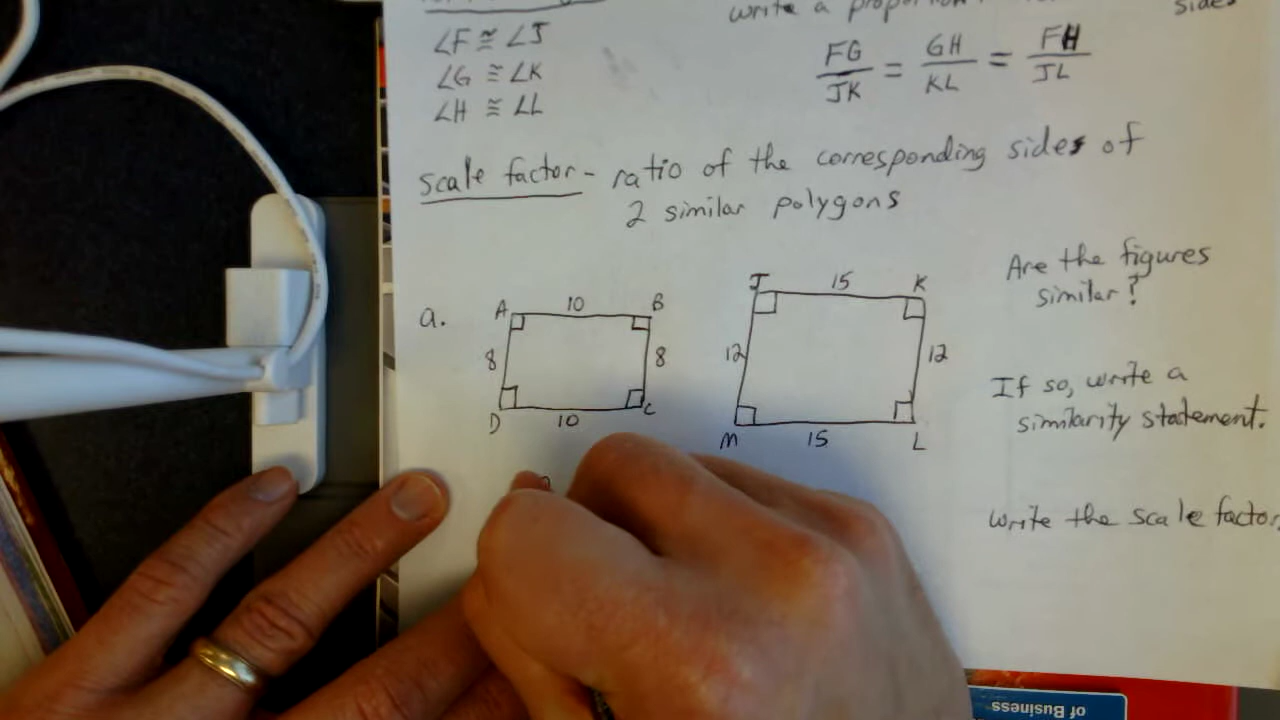 write a proportion
sides
∠F ≅ ∠J
∠G ≅ ∠K
∠H ≅ ∠L
FG/JK = GH/KL = FH/JL
scale factor - ratio of the corresponding sides of
2 similar polygons
a.
A 10 B
8 8
D 10 C
J 15 K
12 12
M 15 L
Are the figures
similar?
If so, write a
similarity statement.
Write the scale factor.
of Business